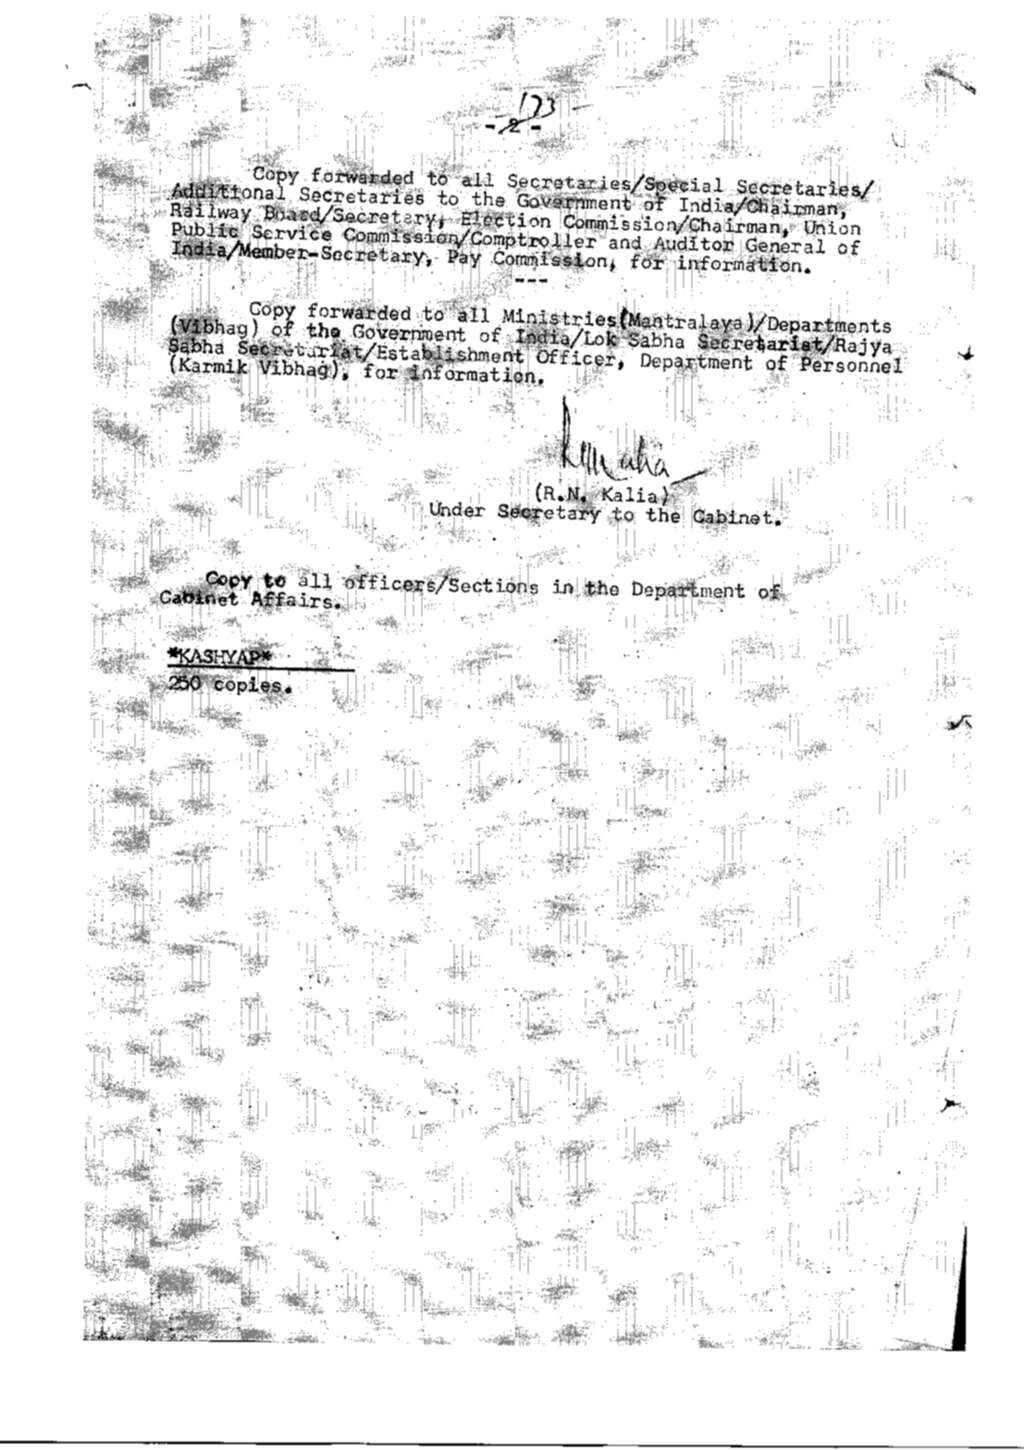 - 173 -
- 2 -
Copy forwarded to all Secretaries/Special Secretaries/
Additional Secretaries to the Government of India/Chairman,
Railway Board/Secretary, Election Commission/Chairman, Union
Public Service Commission/Comptroller and Auditor General of
India/Member-Secretary, Pay Commission, for information.
---
Copy forwarded to all Ministries(Mantralaya)/Departments
(Vibhag) of the Government of India/Lok Sabha Secretariat/Rajya
Sabha Secretariat/Establishment Officer, Department of Personnel
(Karmik Vibhag), for information.
(R.N. Kalia)
Under Secretary to the Cabinet.
Copy to all officers/Sections in the Department of
Cabinet Affairs.
*KASHYAP*
250 copies.